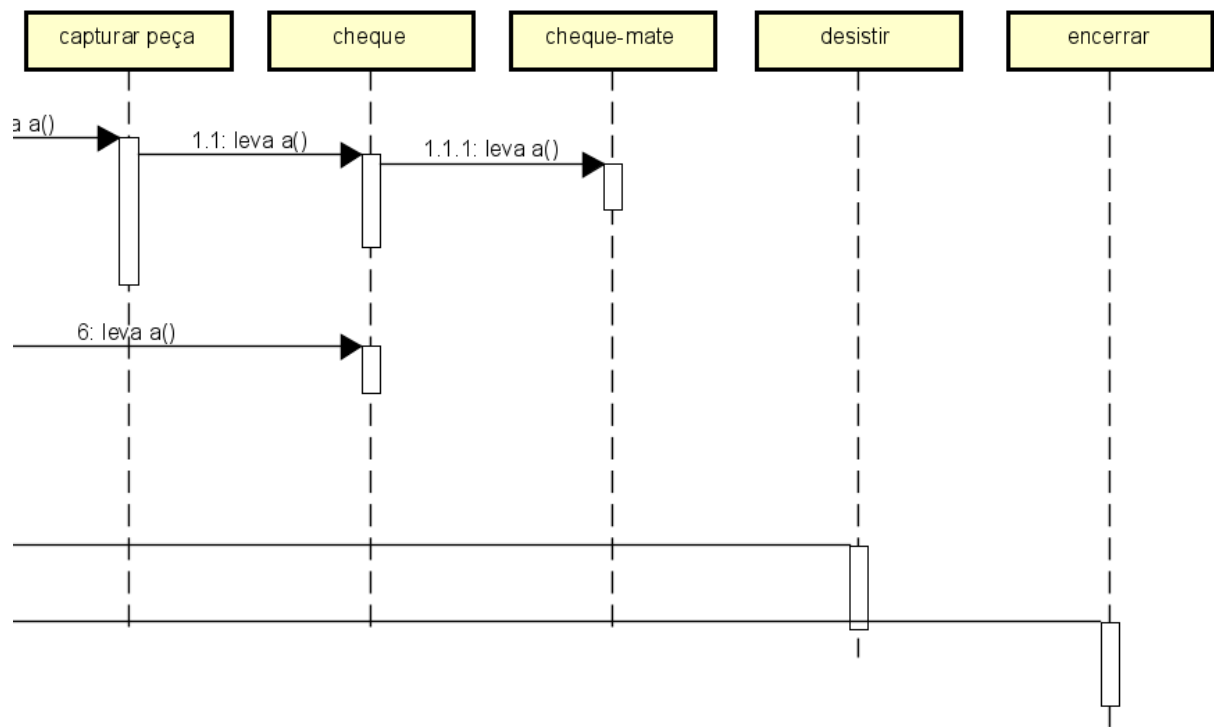 capturar peça
cheque
cheque-mate
desistir
encerrar
a a()
1.1: leva a()
1.1.1: leva a()
6: leva a()